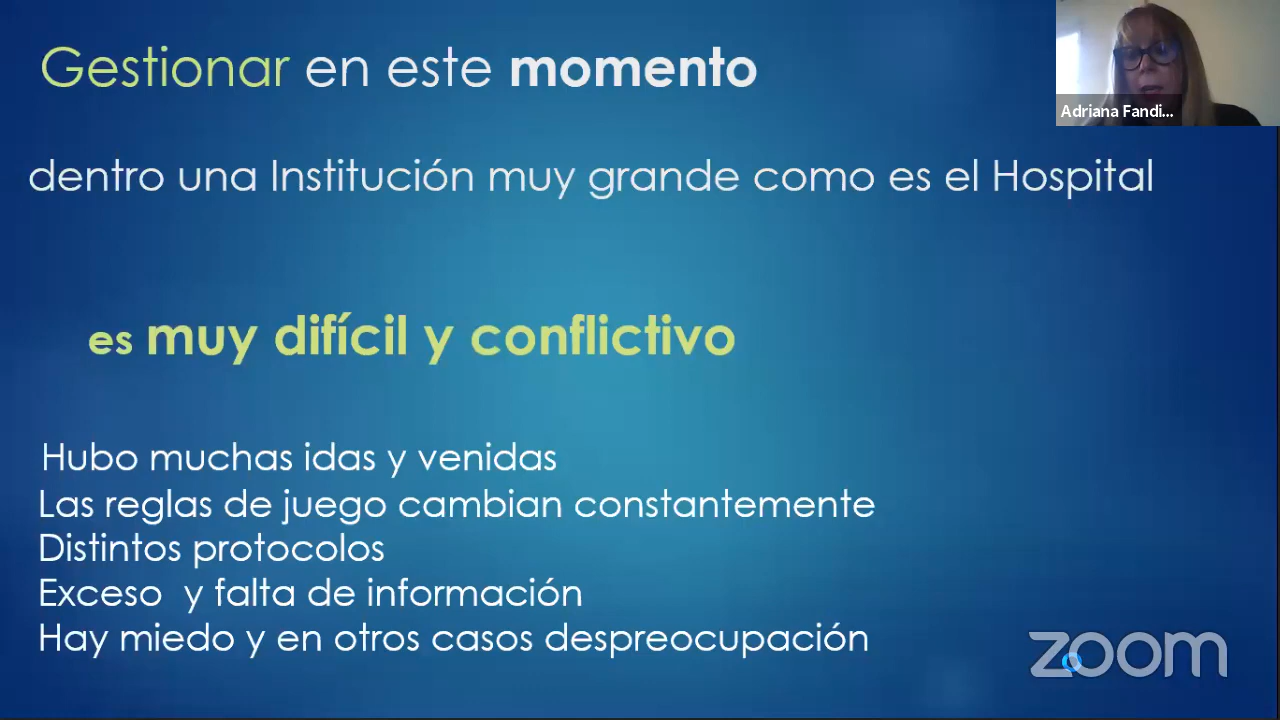 Gestionar en este momento
Adriana Fandi...
dentro una Institución muy grande como es el Hospital
es muy difícil y conflictivo
Hubo muchas idas y venidas
Las reglas de juego cambian constantemente
Distintos protocolos
Exceso y falta de información
Hay miedo y en otros casos despreocupación
zoom